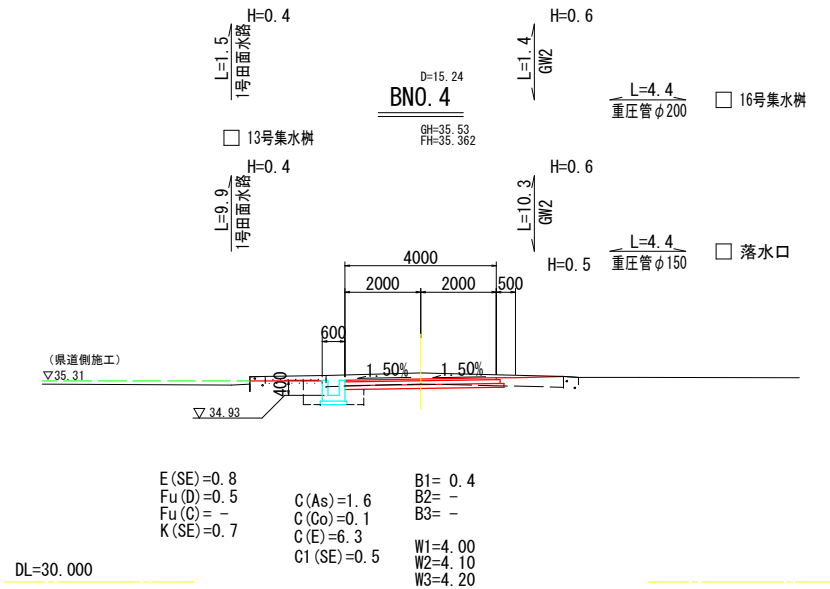 H=0.4
L=1.5
1号田面水路
H=0.6
L=1.4
GW2
D=15.24
BNO.4
GH=35.53
FH=35.362
L=4.4
重圧管φ200
□ 16号集水桝
□ 13号集水桝
H=0.4
L=9.9
1号田面水路
H=0.6
L=10.3
GW2
H=0.5
L=4.4
重圧管φ150
□ 落水口
4000
2000
2000
500
600
(県道側施工)
▽35.31
1.50%
1.50%
400
▽ 34.93
E(SE)=0.8
Fu(D)=0.5
Fu(C)= -
K(SE)=0.7
C(As)=1.6
C(Co)=0.1
C(E)=6.3
C1(SE)=0.5
B1= 0.4
B2= -
B3= -
W1=4.00
W2=4.10
W3=4.20
DL=30.000